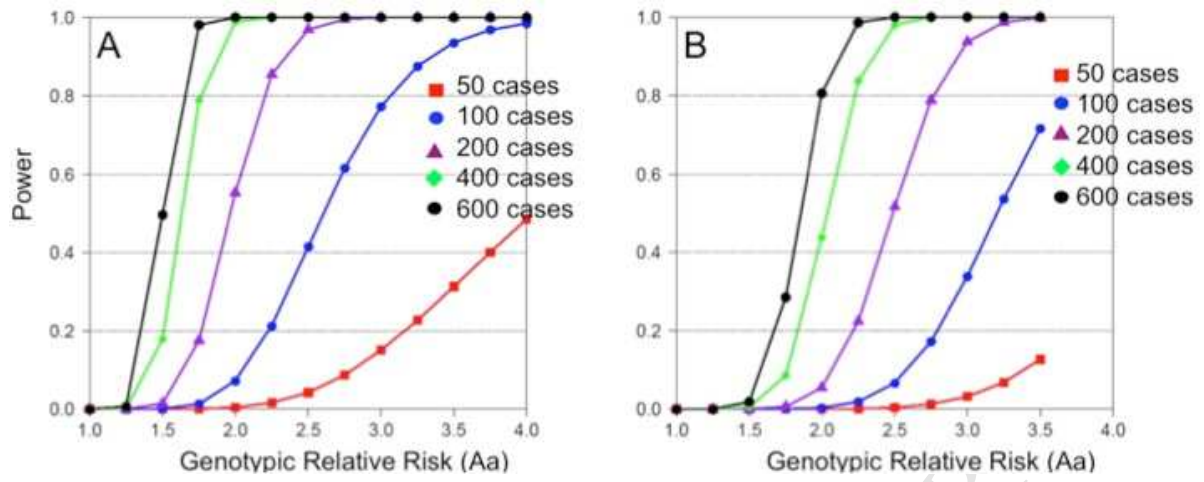 A
Power
1.0
0.8
0.6
0.4
0.2
0.0
1.0 1.5 2.0 2.5 3.0 3.5 4.0
Genotypic Relative Risk (Aa)
50 cases
100 cases
200 cases
400 cases
600 cases
B
1.0
0.8
0.6
0.4
0.2
0.0
1.0 1.5 2.0 2.5 3.0 3.5 4.0
Genotypic Relative Risk (Aa)
50 cases
100 cases
200 cases
400 cases
600 cases